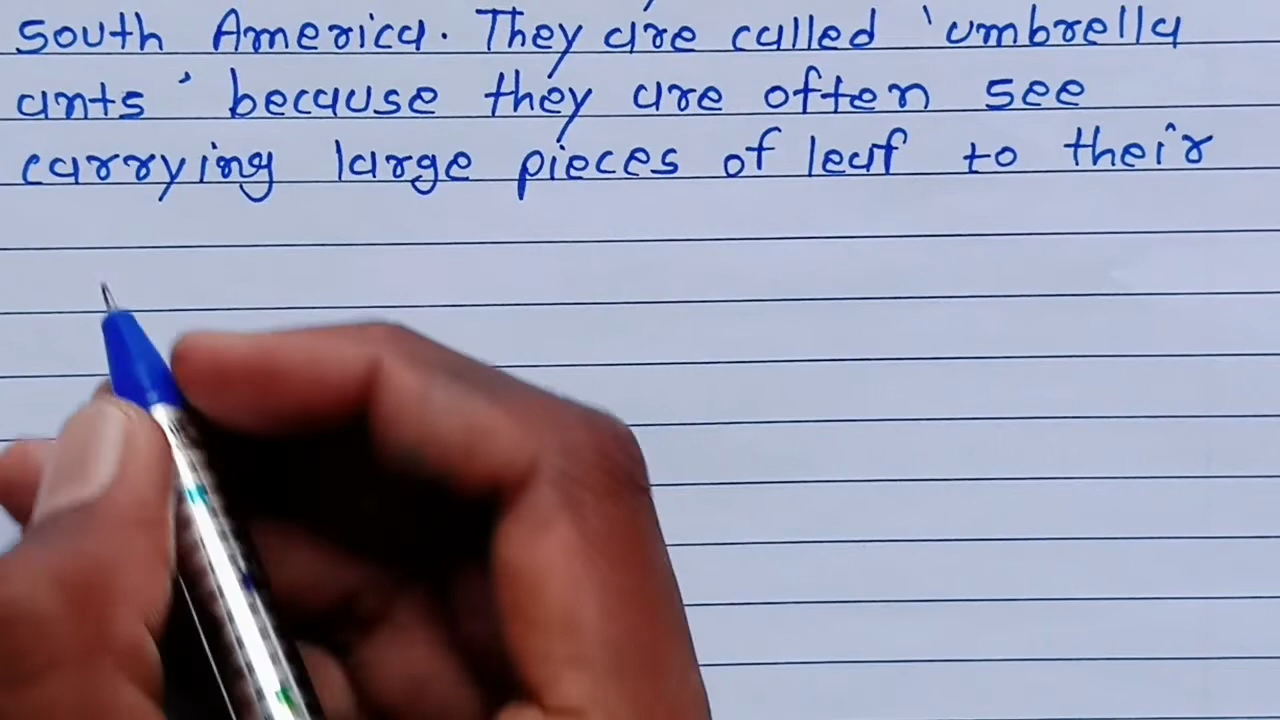 South America. They are called 'umbrella
ants' because they are often see
carrying large pieces of leaf to their